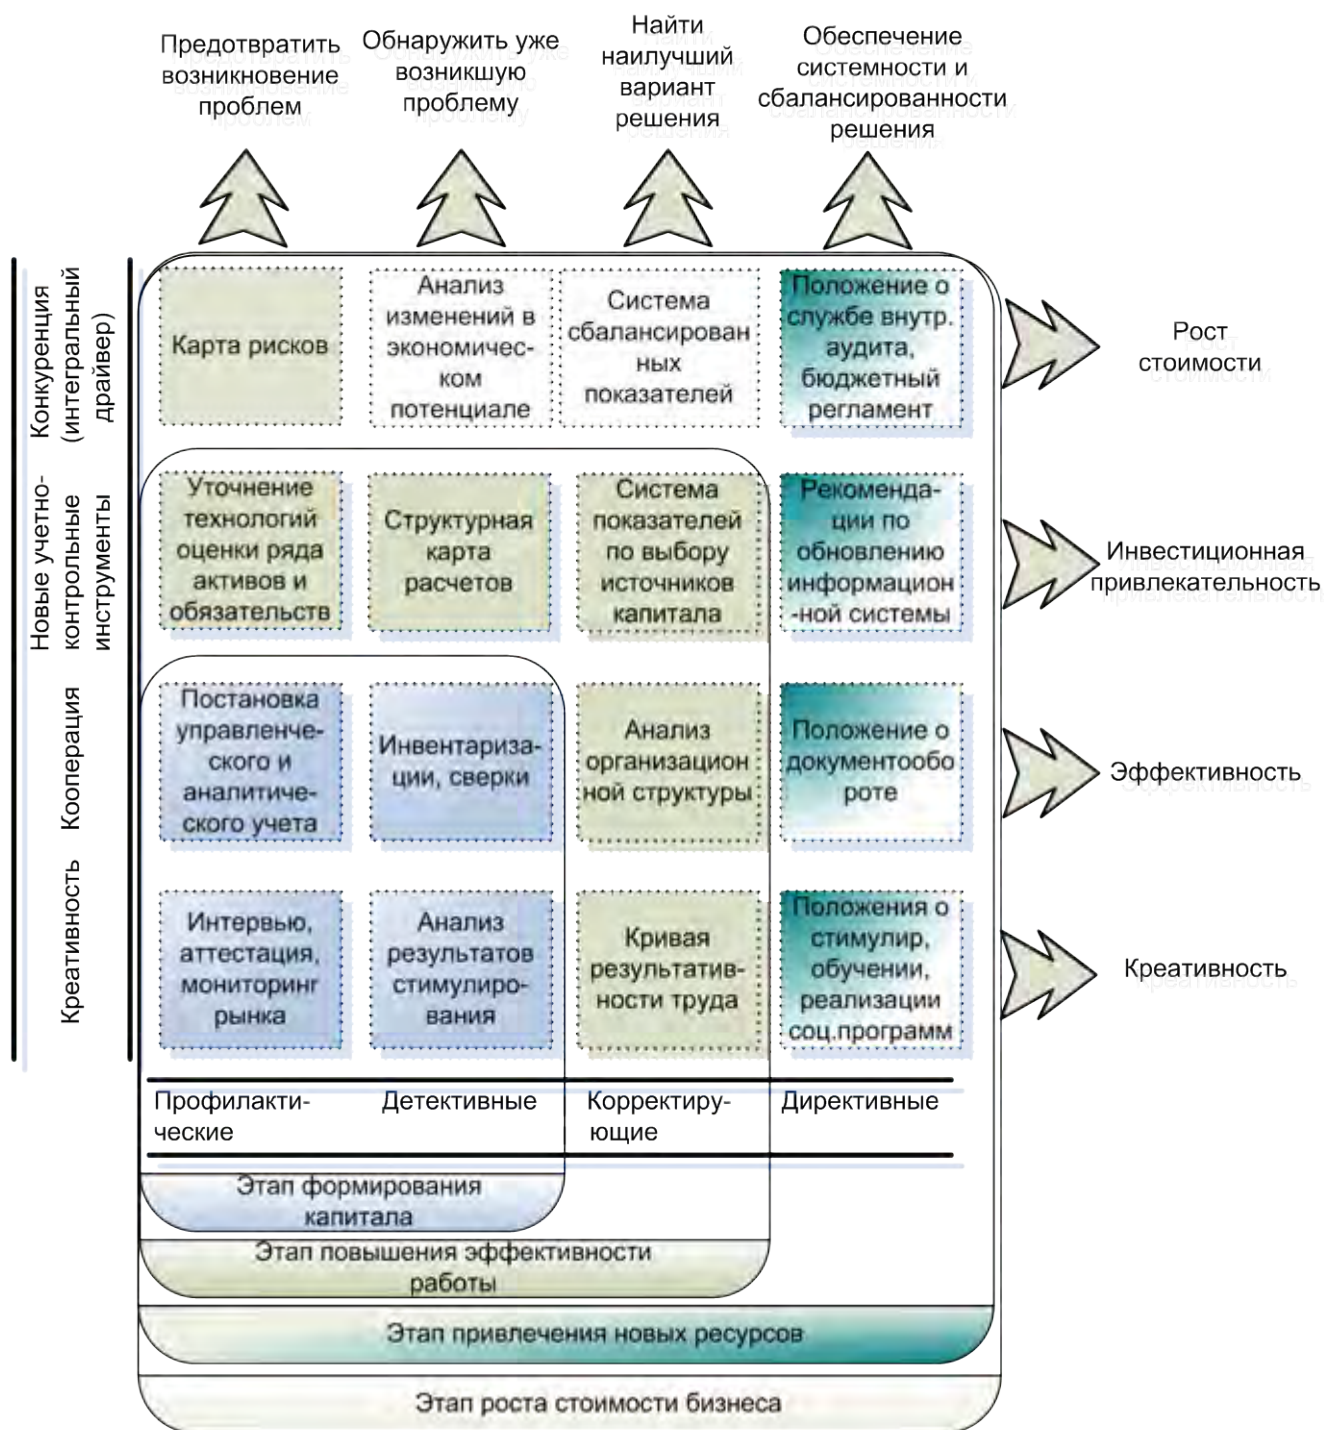 Предотвратить
возникновение
проблем
Обнаружить уже
возникшую
проблему
Найти
наилучший
вариант
решения
Обеспечение
системности и
сбалансированности
решения
Конкуренция
(интегральный
драйвер)
Карта рисков
Анализ
изменений в
экономичес-
ком
потенциале
Система
сбалансирован
ных
показателей
Положение о
службе внутр.
аудита,
бюджетный
регламент
Рост
стоимости
Новые учетно-
контрольные
инструменты
Уточнение
технологий
оценки ряда
активов и
обязательств
Структурная
карта
расчетов
Система
показателей
по выбору
источников
капитала
Рекоменда-
ции по
обновлению
информацион
-ной системы
Инвестиционная
привлекательность
Кооперация
Постановка
управленче-
ского и
аналитиче-
ского учета
Инвентариза-
ции, сверки
Анализ
организацион
ной структуры
Положение о
документообо
роте
Эффективность
Креативность
Интервью,
аттестация,
мониторинг
рынка
Анализ
результатов
стимулиро-
вания
Кривая
результатив-
ности труда
Положения о
стимулир,
обучении,
реализации
соц.программ
Креативность
Профилакти-
ческие
Детективные
Корректиру-
ющие
Директивные
Этап формирования
капитала
Этап повышения эффективности
работы
Этап привлечения новых ресурсов
Этап роста стоимости бизнеса